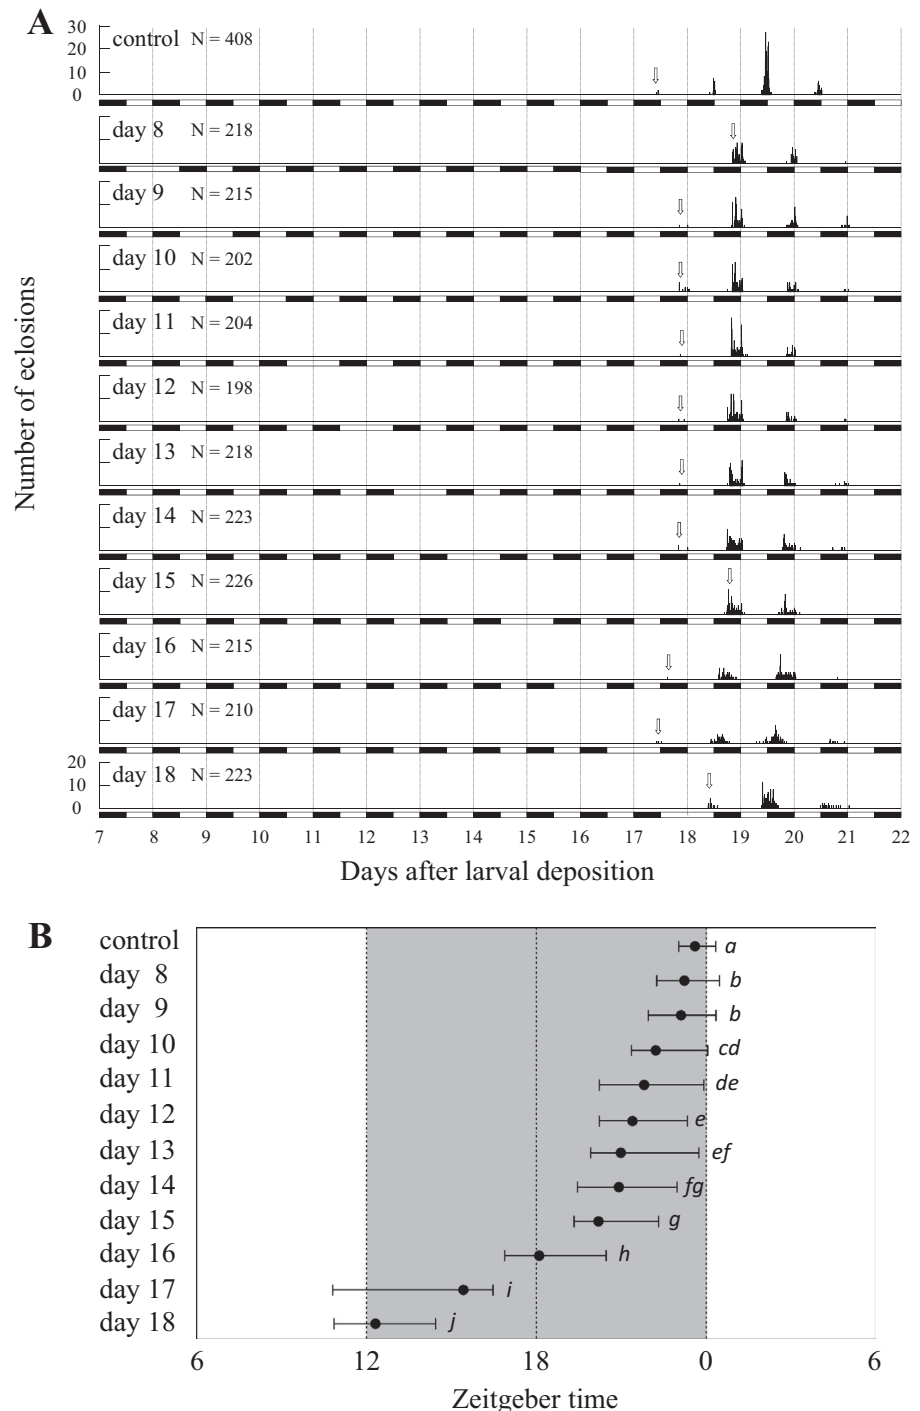 A
30
20
10
0
control N = 408
day 8 N = 218
day 9 N = 215
day 10 N = 202
day 11 N = 204
day 12 N = 198
day 13 N = 218
day 14 N = 223
day 15 N = 226
day 16 N = 215
day 17 N = 210
20
10
0
day 18 N = 223
Number of eclosions
7 8 9 10 11 12 13 14 15 16 17 18 19 20 21 22
Days after larval deposition
B
control a
day 8 b
day 9 b
day 10 cd
day 11 de
day 12 e
day 13 ef
day 14 fg
day 15 g
day 16 h
day 17 i
day 18 j
6 12 18 0 6
Zeitgeber time